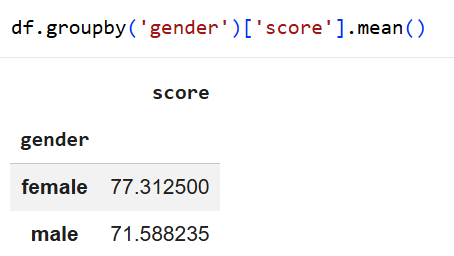 df.groupby('gender')['score'].mean()
score
gender
female 77.312500
male 71.588235